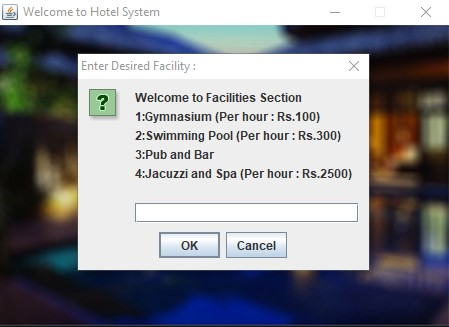 Welcome to Hotel System
Enter Desired Facility :
?
Welcome to Facilities Section
1:Gymnasium (Per hour : Rs.100)
2:Swimming Pool (Per hour : Rs.300)
3:Pub and Bar
4:Jacuzzi and Spa (Per hour : Rs.2500)
OK Cancel